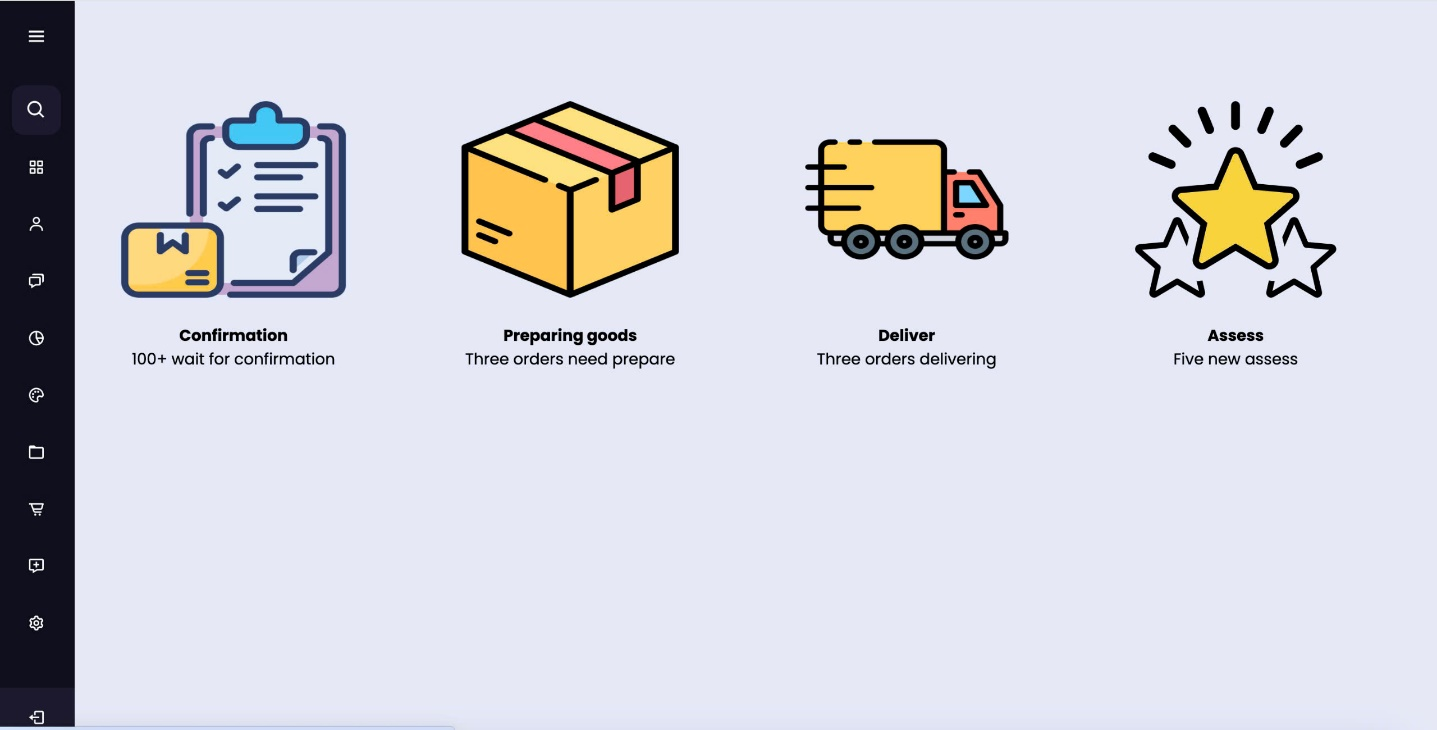 Confirmation
100+ wait for confirmation
Preparing goods
Three orders need prepare
Deliver
Three orders delivering
Assess
Five new assess